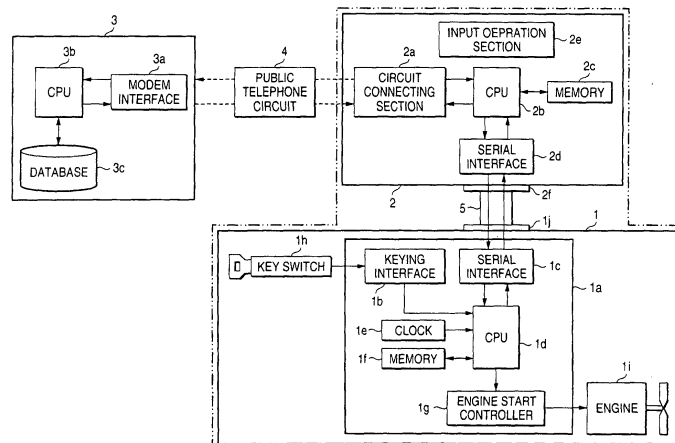 3
3b
3a
CPU
MODEM
INTERFACE
DATABASE
3c
4
PUBLIC
TELEPHONE
CIRCUIT
INPUT OEPRATION
SECTION
2e
2a
CIRCUIT
CONNECTING
SECTION
CPU
2b
2c
MEMORY
SERIAL
INTERFACE
2d
2
2f
5
1j
1
1h
KEY SWITCH
KEYING
INTERFACE
1b
SERIAL
INTERFACE
1c
1a
1e
CLOCK
CPU
1d
1f
MEMORY
1g
ENGINE START
CONTROLLER
1i
ENGINE